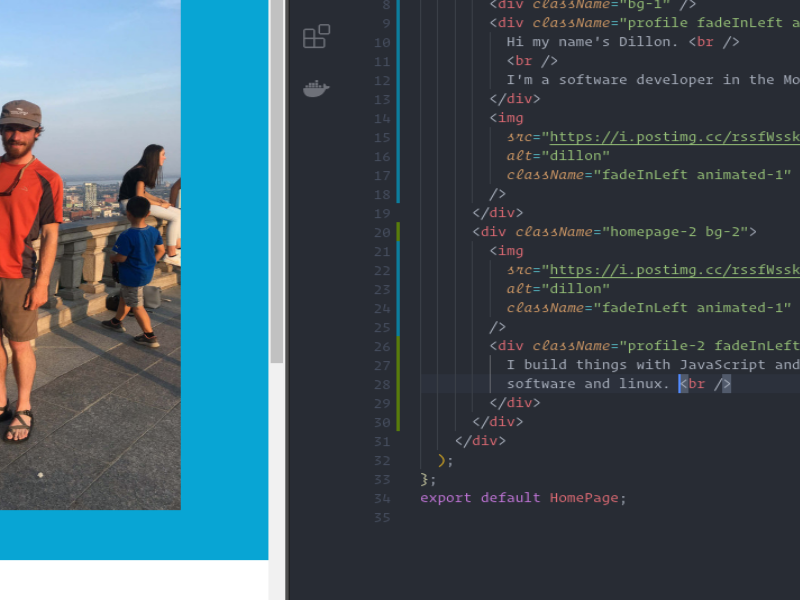 8 <div className="bg-1" />
9 <div className="profile fadeInLeft a
10 Hi my name's Dillon. <br />
11 <br />
12 I'm a software developer in the Mo
13 </div>
14 <img
15 src="https://i.postimg.cc/rssfWssk
16 alt="dillon"
17 className="fadeInLeft animated-1"
18 />
19 </div>
20 <div className="homepage-2 bg-2">
21 <img
22 src="https://i.postimg.cc/rssfWssk
23 alt="dillon"
24 className="fadeInLeft animated-1"
25 />
26 <div className="profile-2 fadeInLeft
27 I build things with JavaScript and
28 software and linux. <br />
29 </div>
30 </div>
31 </div>
32 );
33 };
34 export default HomePage;
35